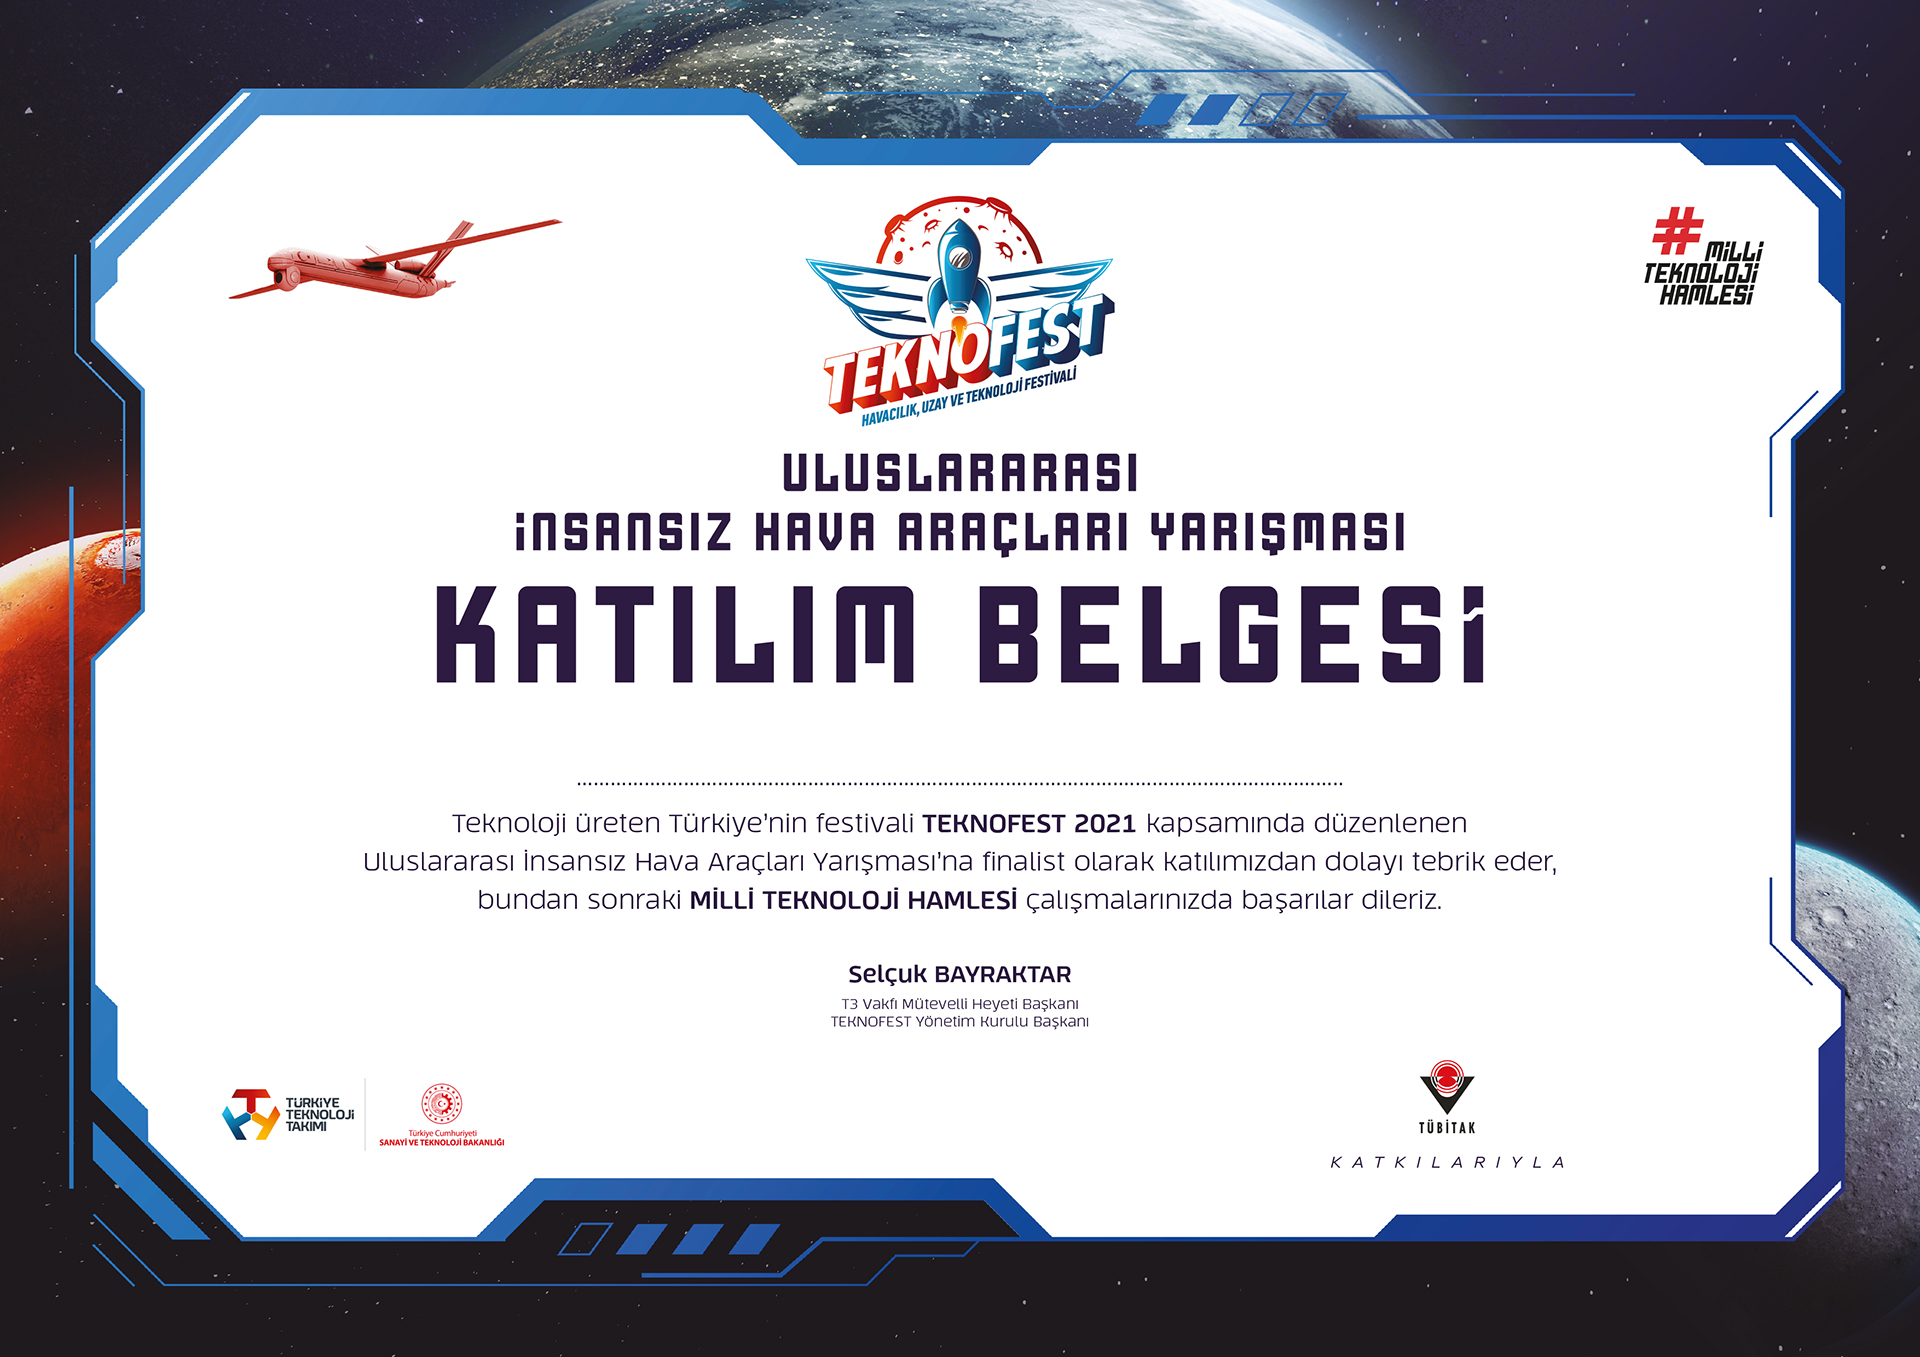 #MİLLİ
TEKNOLOJİ
HAMLESİ
TEKNOFEST
HAVACILIK, UZAY VE TEKNOLOJİ FESTİVALİ
ULUSLARARASI
İNSANSIZ HAVA ARAÇLARI YARIŞMASI
KATILIM BELGESİ
Teknoloji üreten Türkiye’nin festivali TEKNOFEST 2021 kapsamında düzenlenen
Uluslararası İnsansız Hava Araçları Yarışması’na finalist olarak katılımızdan dolayı tebrik eder,
bundan sonraki MİLLİ TEKNOLOJİ HAMLESİ çalışmalarınızda başarılar dileriz.
Selçuk BAYRAKTAR
T3 Vakfı Mütevelli Heyeti Başkanı
TEKNOFEST Yönetim Kurulu Başkanı
TÜRKİYE
TEKNOLOJİ
TAKIMI
Türkiye Cumhuriyeti
SANAYİ VE TEKNOLOJİ BAKANLIĞI
TÜBİTAK
KATKILARIYLA